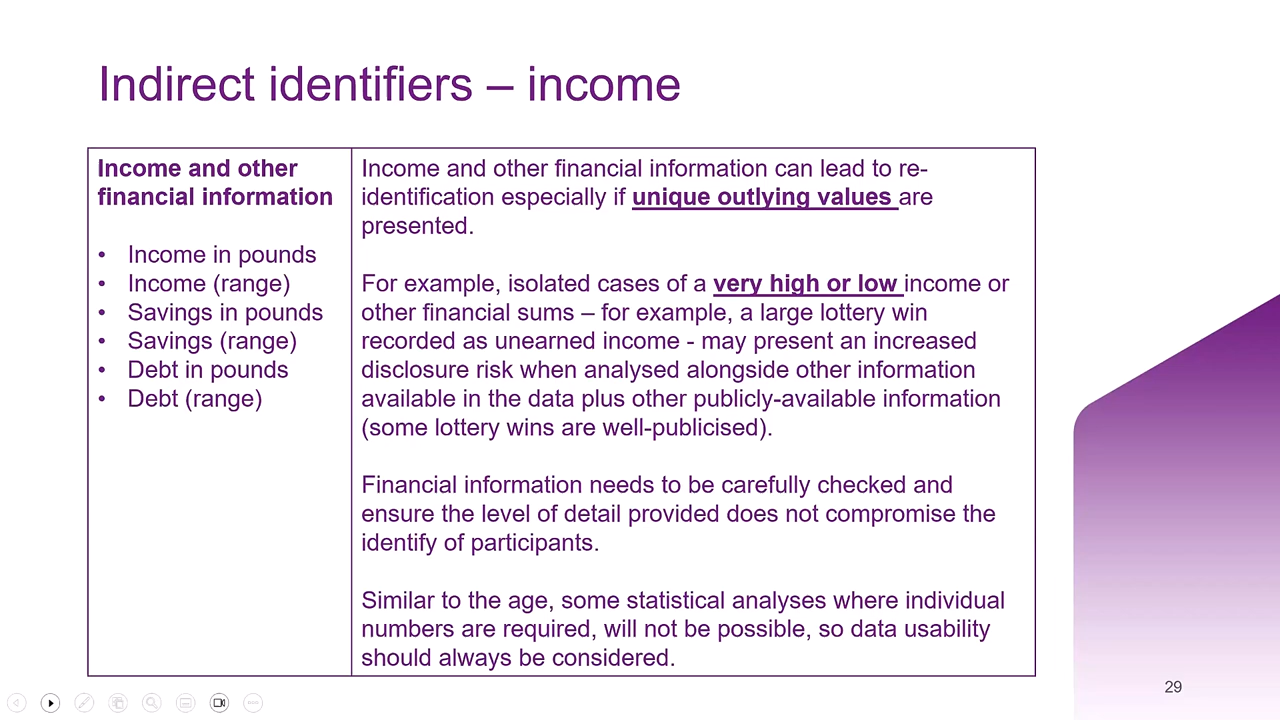 Indirect identifiers – income
Income and other
financial information
• Income in pounds
• Income (range)
• Savings in pounds
• Savings (range)
• Debt in pounds
• Debt (range)
Income and other financial information can lead to re-
identification especially if unique outlying values are
presented.
For example, isolated cases of a very high or low income or
other financial sums – for example, a large lottery win
recorded as unearned income - may present an increased
disclosure risk when analysed alongside other information
available in the data plus other publicly-available information
(some lottery wins are well-publicised).
Financial information needs to be carefully checked and
ensure the level of detail provided does not compromise the
identify of participants.
Similar to the age, some statistical analyses where individual
numbers are required, will not be possible, so data usability
should always be considered.
29